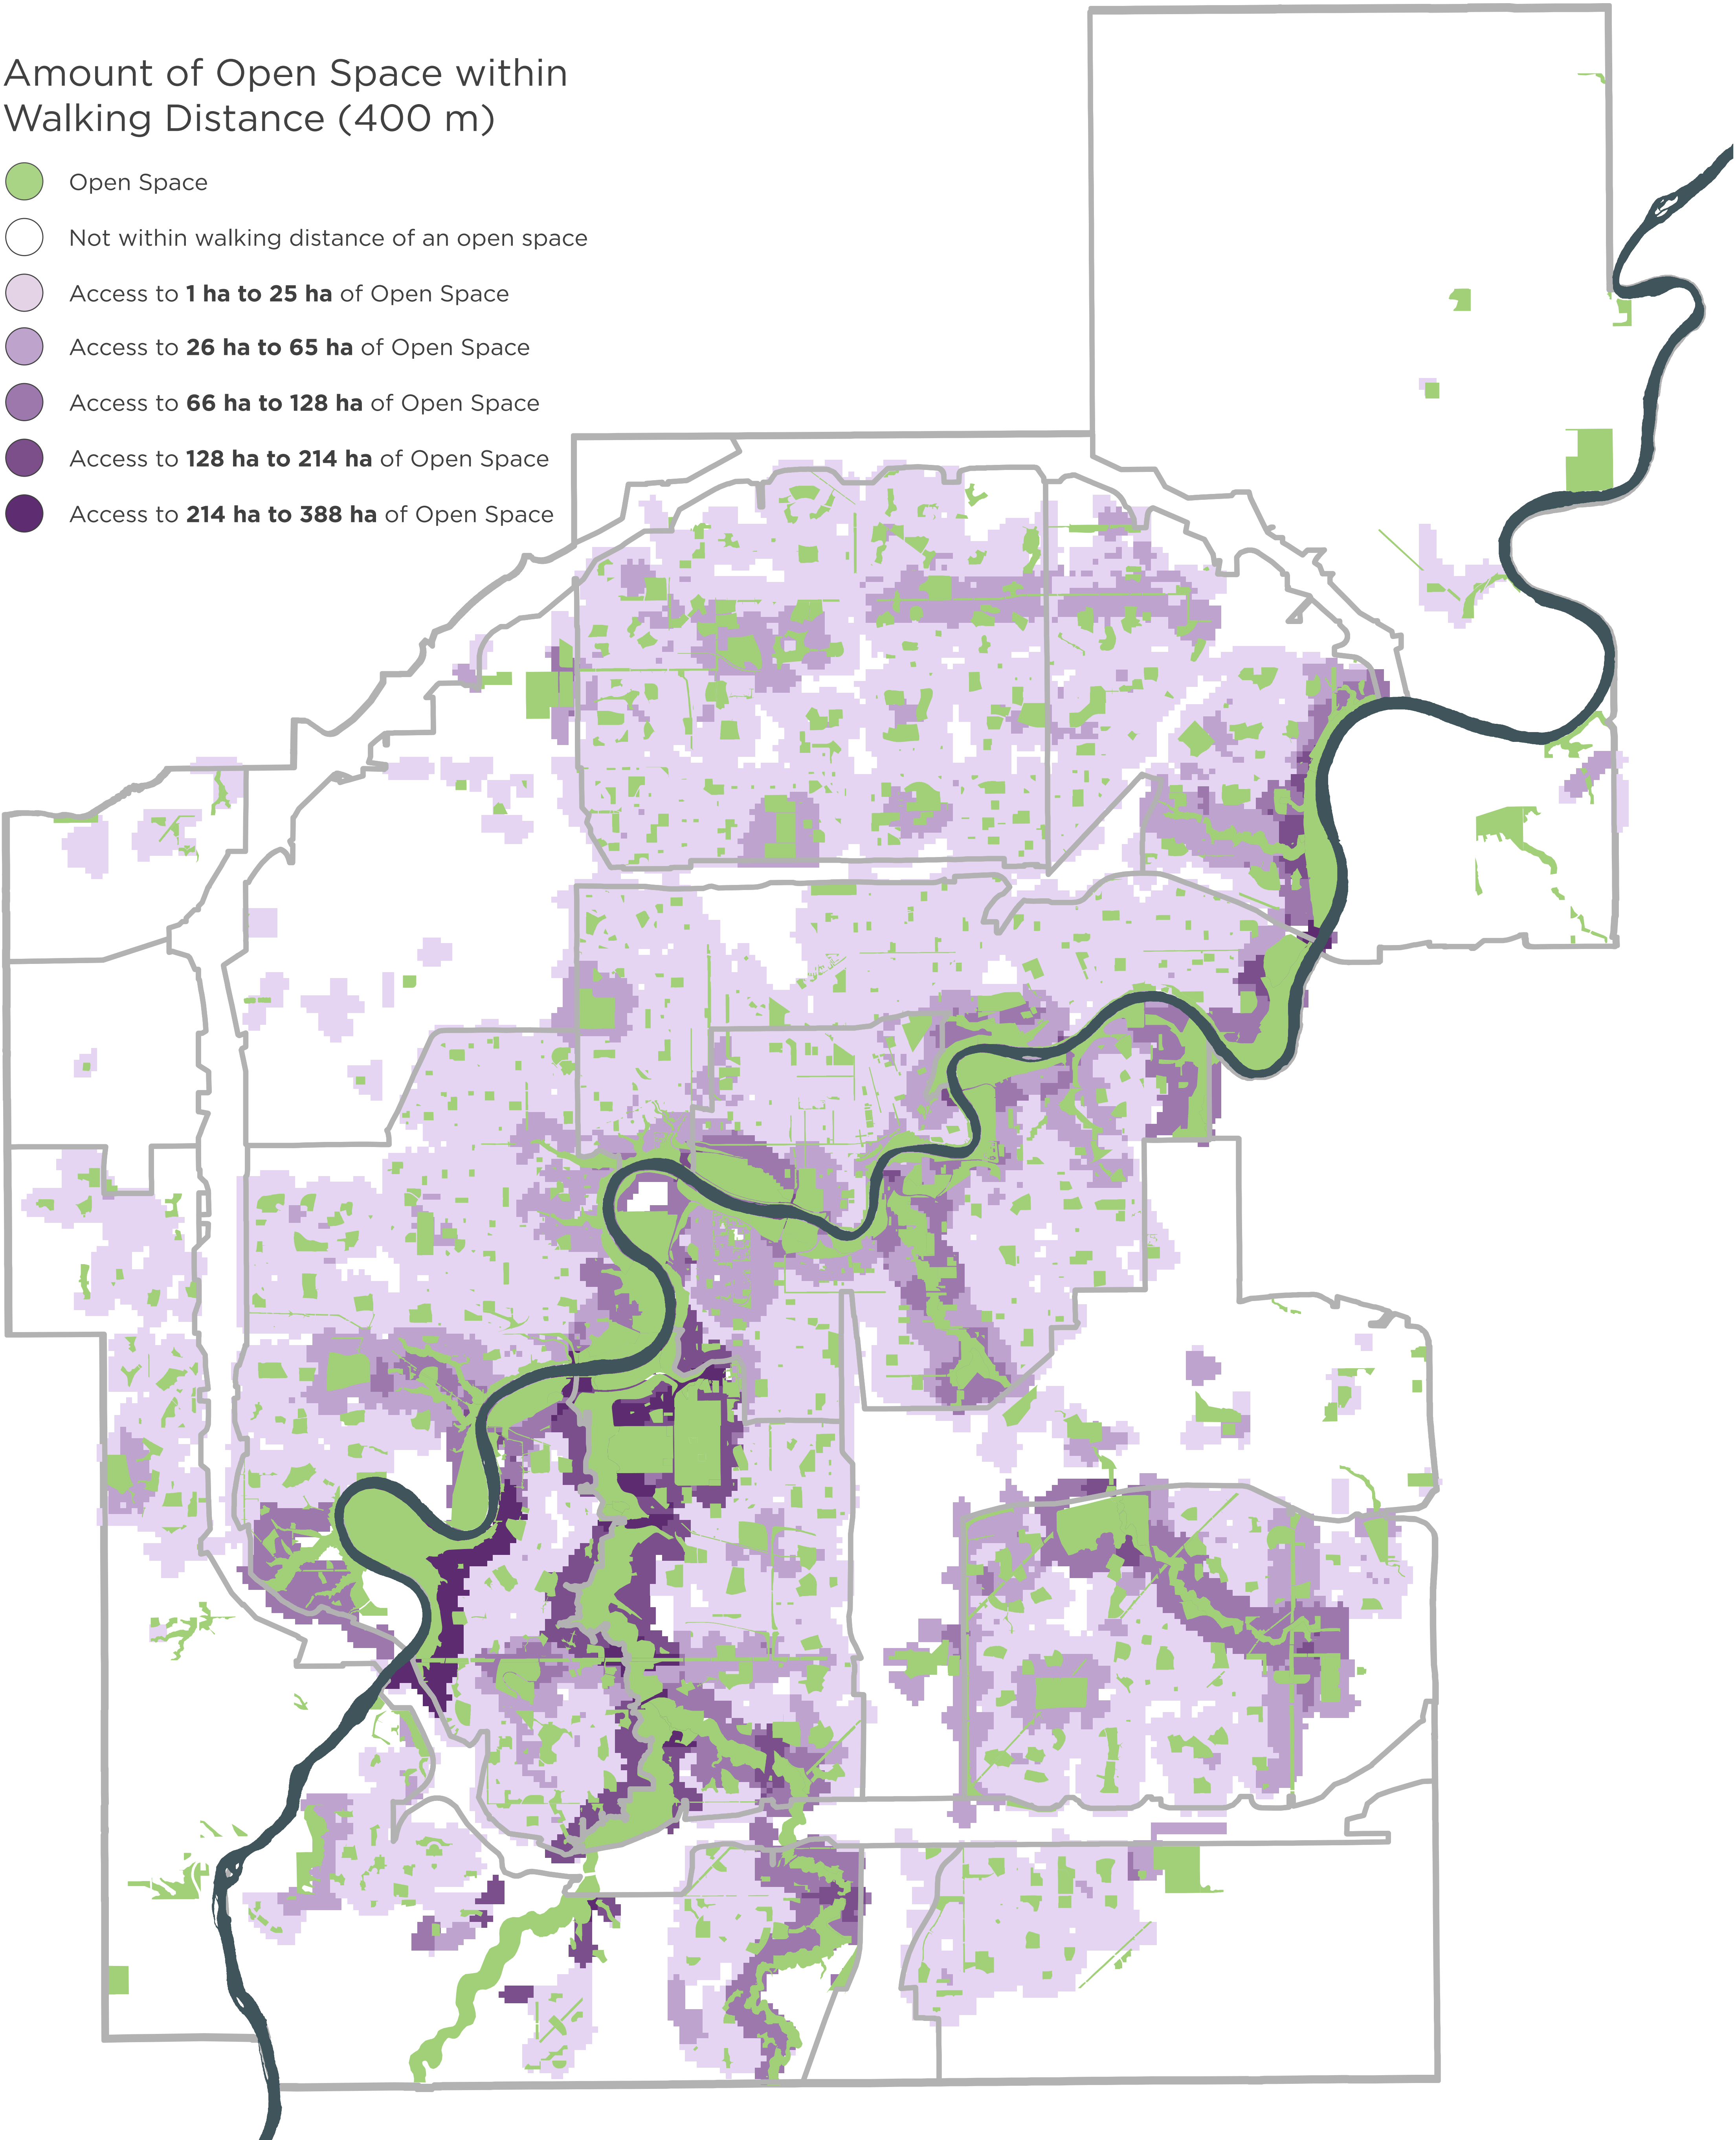 Amount of Open Space within
Walking Distance (400 m)
Open Space
Not within walking distance of an open space
Access to 1 ha to 25 ha of Open Space
Access to 26 ha to 65 ha of Open Space
Access to 66 ha to 128 ha of Open Space
Access to 128 ha to 214 ha of Open Space
Access to 214 ha to 388 ha of Open Space